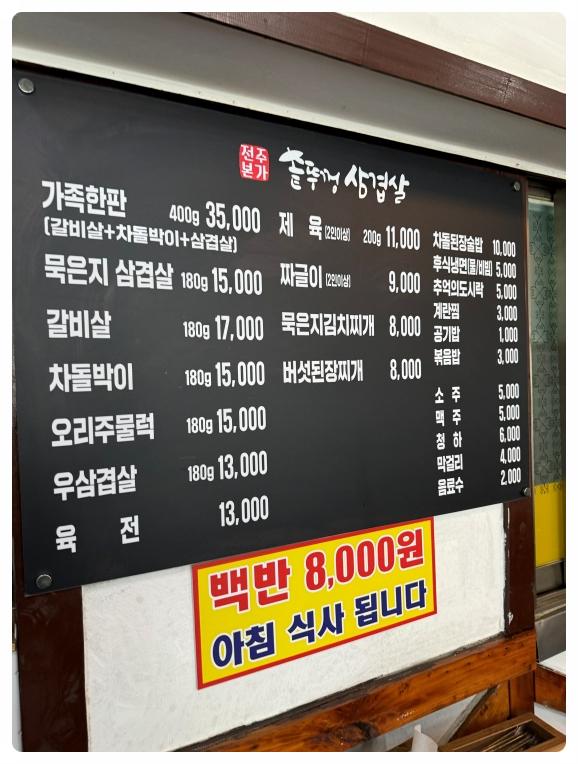 전주
본가
솥뚜껑 삼겹살
가족한판 400g 35,000
(갈비살+차돌박이+삼겹살)
묵은지 삼겹살 180g 15,000
갈비살 180g 17,000
차돌박이 180g 15,000
오리주물럭 180g 15,000
우삼겹살 180g 13,000
육 전 13,000
제 육 (2인이상) 200g 11,000
짜글이 (2인이상) 9,000
묵은지김치찌개 8,000
버섯된장찌개 8,000
차돌된장술밥 10,000
후식냉면(물/비빔) 5,000
추억의도시락 5,000
계란찜 3,000
공기밥 1,000
볶음밥 3,000
소 주 5,000
맥 주 5,000
청 하 6,000
막걸리 4,000
음료수 2,000
백반 8,000원
아침 식사 됩니다